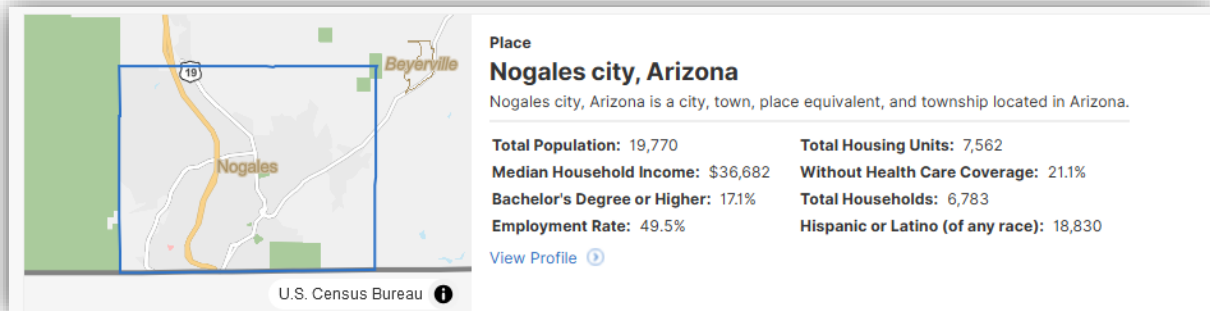 19
Beyerville
Nogales
U.S. Census Bureau
Place
Nogales city, Arizona
Nogales city, Arizona is a city, town, place equivalent, and township located in Arizona.
Total Population: 19,770
Total Housing Units: 7,562
Median Household Income: $36,682
Without Health Care Coverage: 21.1%
Bachelor's Degree or Higher: 17.1%
Total Households: 6,783
Employment Rate: 49.5%
Hispanic or Latino (of any race): 18,830
View Profile